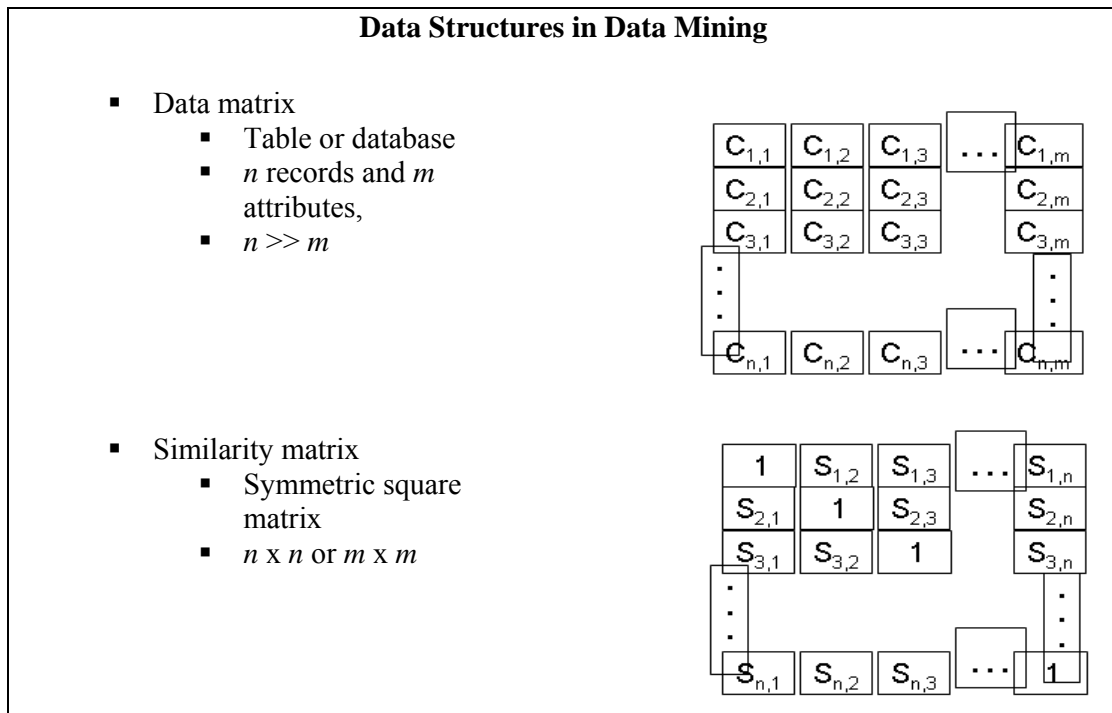 Data Structures in Data Mining
▪ Data matrix
▪ Table or database
▪ n records and m
attributes,
▪ n >> m
C1,1 C1,2 C1,3 ... C1,m
C2,1 C2,2 C2,3 C2,m
C3,1 C3,2 C3,3 C3,m
. .
. .
. .
Cn,1 Cn,2 Cn,3 ... Cn,m
▪ Similarity matrix
▪ Symmetric square
matrix
▪ n x n or m x m
1 S1,2 S1,3 ... S1,n
S2,1 1 S2,3 S2,n
S3,1 S3,2 1 S3,n
. .
. .
. .
Sn,1 Sn,2 Sn,3 ... 1